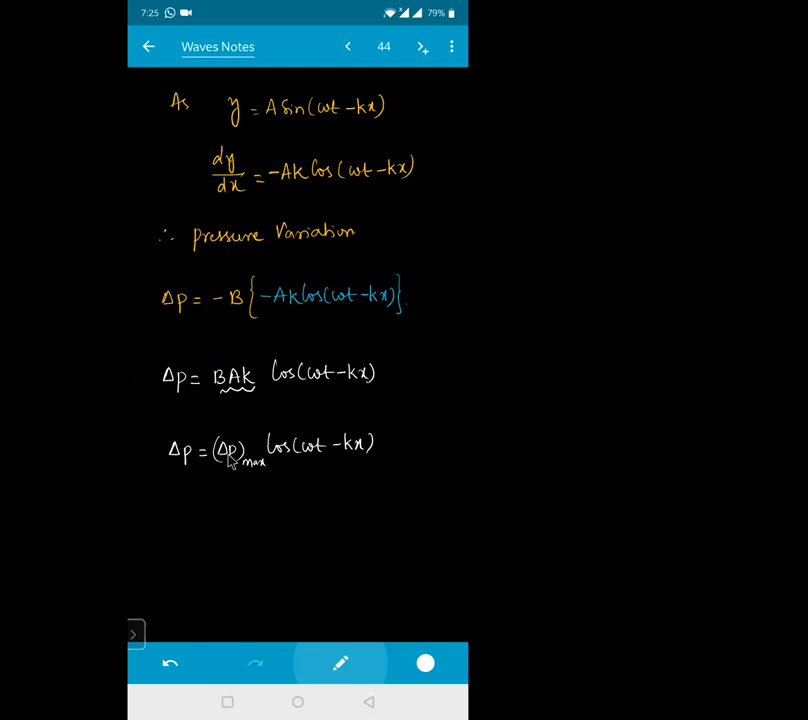 7:25 79%
Waves Notes 44
As y = A Sin(ωt - kx)
dy/dx = -AK Cos(ωt - kx)
∴ Pressure Variation
Δp = -B{-AK Cos(ωt - kx)}.
Δp = BAK Cos(ωt - kx)
Δp = (Δp)max Cos(ωt - kx)